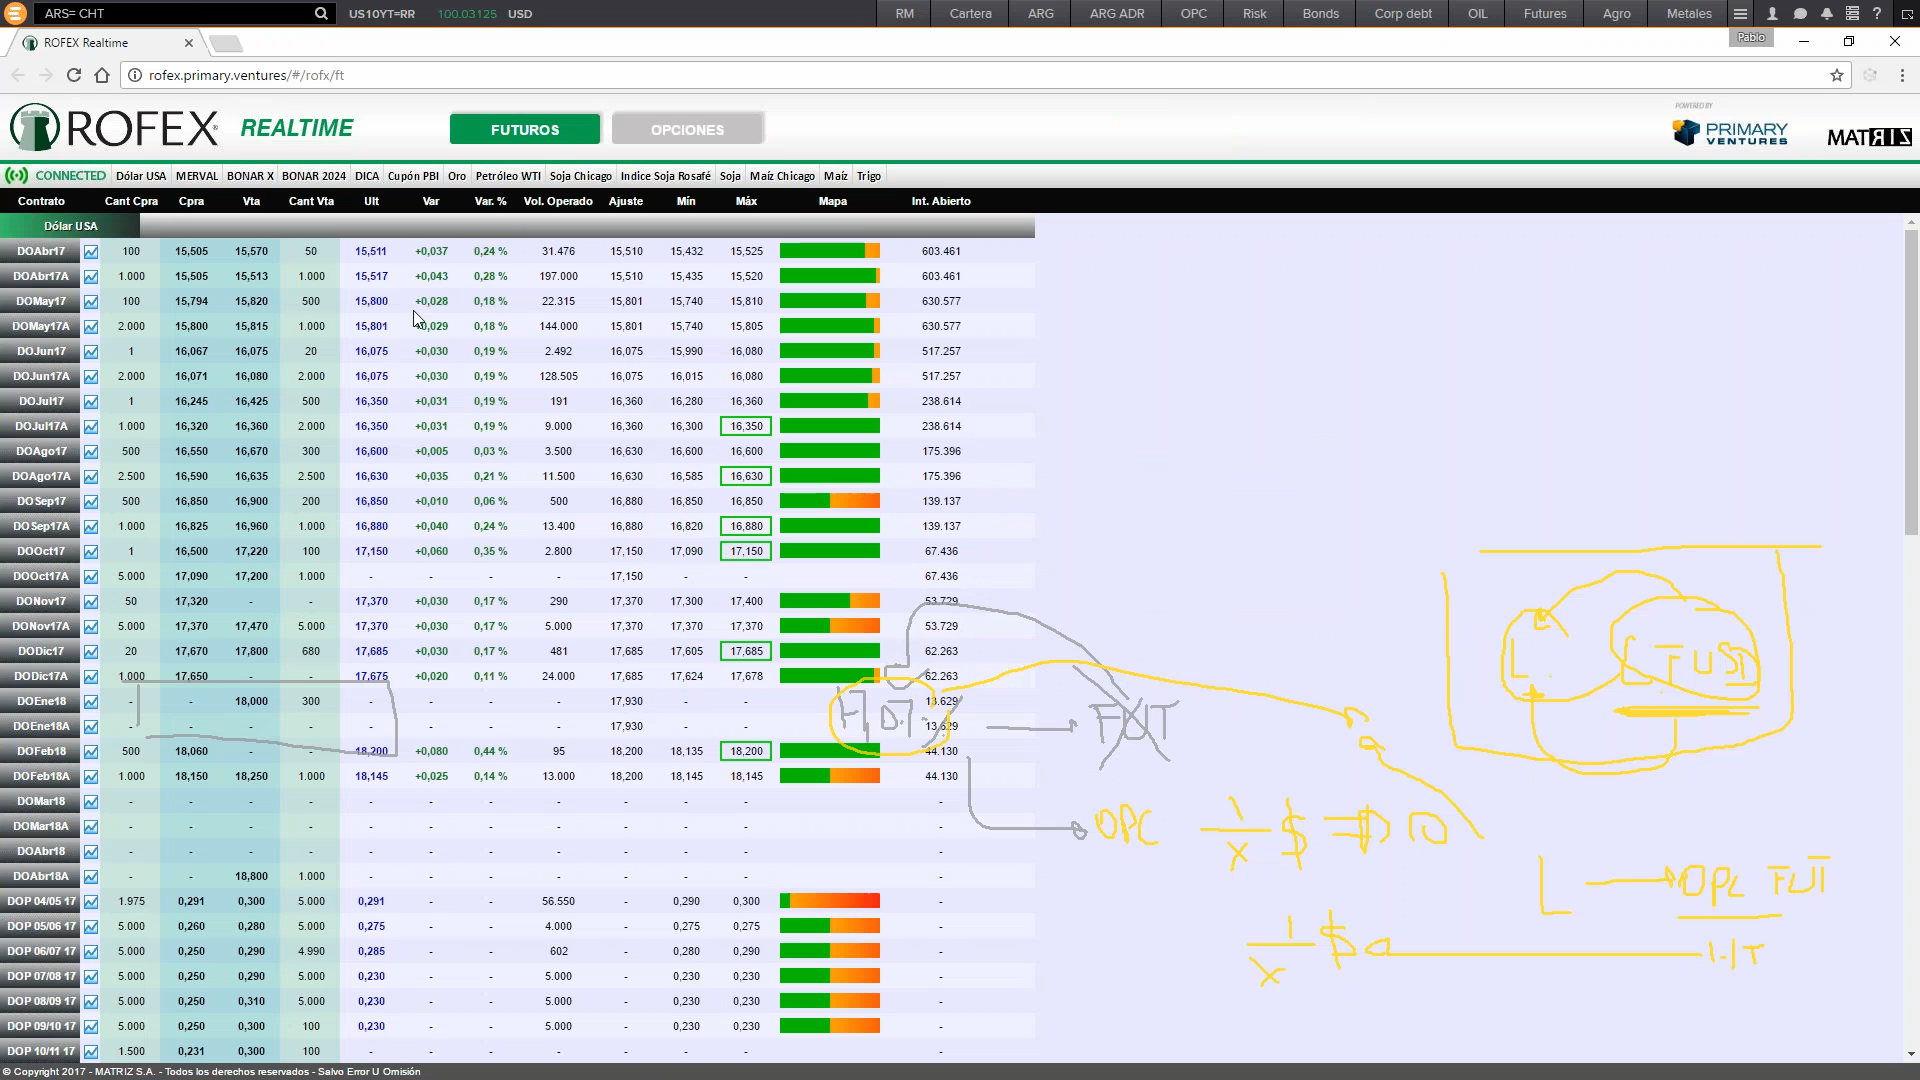 ARS= CHT US10YT=RR 100.03125 USD RM Cartera ARG ARG ADR OPC Risk Bonds Corp debt OIL Futures Agro Metales ?
ROFEX Realtime Pablo
rofex.primary.ventures/#/rofx/ft
ROFEX REALTIME FUTUROS OPCIONES POWERED BY PRIMARY VENTURES MATRIZ
CONNECTED Dólar USA MERVAL BONAR X BONAR 2024 DICA Cupón PBI Oro Petróleo WTI Soja Chicago Indice Soja Rosafé Soja Maíz Chicago Maíz Trigo
Contrato Cant Cpra Cpra Vta Cant Vta Ult Var Var. % Vol. Operado Ajuste Mín Máx Mapa Int. Abierto
Dólar USA
DOAbr17 100 15,505 15,570 50 15,511 +0,037 0,24 % 31.476 15,510 15,432 15,525 603.461
DOAbr17A 1.000 15,505 15,513 1.000 15,517 +0,043 0,28 % 197.000 15,510 15,435 15,520 603.461
DOMay17 100 15,794 15,820 500 15,800 +0,028 0,18 % 22.315 15,801 15,740 15,810 630.577
DOMay17A 2.000 15,800 15,815 1.000 15,801 +0,029 0,18 % 144.000 15,801 15,740 15,805 630.577
DOJun17 1 16,067 16,075 20 16,075 +0,030 0,19 % 2.492 16,075 15,990 16,080 517.257
DOJun17A 2.000 16,071 16,080 2.000 16,075 +0,030 0,19 % 128.505 16,075 16,015 16,080 517.257
DOJul17 1 16,245 16,425 500 16,350 +0,031 0,19 % 191 16,360 16,280 16,360 238.614
DOJul17A 1.000 16,320 16,360 2.000 16,350 +0,031 0,19 % 9.000 16,360 16,300 16,350 238.614
DOAgo17 500 16,550 16,670 300 16,600 +0,005 0,03 % 3.500 16,630 16,600 16,600 175.396
DOAgo17A 2.500 16,590 16,635 2.500 16,630 +0,035 0,21 % 11.500 16,630 16,585 16,630 175.396
DOSep17 500 16,850 16,900 200 16,850 +0,010 0,06 % 500 16,880 16,850 16,850 139.137
DOSep17A 1.000 16,825 16,960 1.000 16,880 +0,040 0,24 % 13.400 16,880 16,820 16,880 139.137
DOOct17 1 16,500 17,220 100 17,150 +0,060 0,35 % 2.800 17,150 17,090 17,150 67.436
DOOct17A 5.000 17,090 17,200 1.000 - - - - 17,150 - - 67.436
DONov17 50 17,320 - - 17,370 +0,030 0,17 % 290 17,370 17,300 17,400 53.729
DONov17A 5.000 17,370 17,470 5.000 17,370 +0,030 0,17 % 5.000 17,370 17,370 17,370 53.729
DODic17 20 17,670 17,800 680 17,685 +0,030 0,17 % 481 17,685 17,605 17,685 62.263
DODic17A 1.000 17,650 - - 17,675 +0,020 0,11 % 24.000 17,685 17,624 17,678 62.263
DOEne18 - - 18,000 300 - - - - 17,930 - - 13.629
DOEne18A - - - - - - - - 17,930 - - 13.629
DOFeb18 500 18,060 - - 18,200 +0,080 0,44 % 95 18,200 18,135 18,200 44.130
DOFeb18A 1.000 18,150 18,250 1.000 18,145 +0,025 0,14 % 13.000 18,200 18,145 18,145 44.130
DOMar18 - - - - - - - - - - - -
DOMar18A - - - - - - - - - - - -
DOAbr18 - - - - - - - - - - - -
DOAbr18A - - 18,800 1.000 - - - - - - - -
DOP 04/05 17 1.975 0,291 0,300 5.000 0,291 - - 56.550 - 0,290 0,300 -
DOP 05/06 17 5.000 0,260 0,280 5.000 0,275 - - 4.000 - 0,275 0,275 -
DOP 06/07 17 5.000 0,250 0,290 4.990 0,285 - - 602 - 0,280 0,290 -
DOP 07/08 17 5.000 0,250 0,290 5.000 0,230 - - 5.000 - 0,230 0,230 -
DOP 08/09 17 5.000 0,250 0,310 5.000 0,230 - - 5.000 - 0,230 0,230 -
DOP 09/10 17 5.000 0,250 0,300 100 0,230 - - 5.000 - 0,230 0,230 -
DOP 10/11 17 1.500 0,231 0,300 100 - - - - - - - -
L
FUT
OPC 1/x $
L OPC FUT
1/x $
© Copyright 2017 - MATRIZ S.A. - Todos los derechos reservados - Salvo Error U Omisión